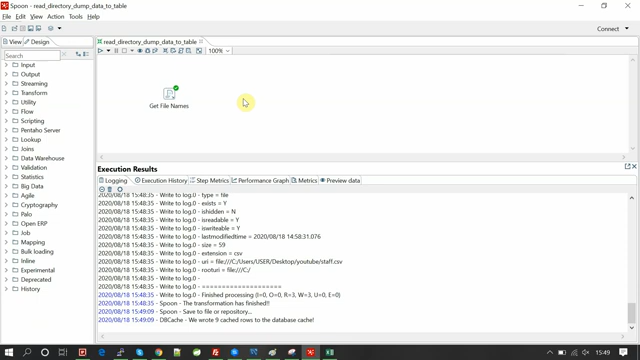 Spoon - read_directory_dump_data_to_table
File Edit View Action Tools Help
Connect
View Design
read_directory_dump_data_to_table
100%
Search
Input
Output
Streaming
Transform
Utility
Flow
Scripting
Pentaho Server
Lookup
Joins
Data Warehouse
Validation
Statistics
Big Data
Agile
Cryptography
Palo
Open ERP
Job
Mapping
Bulk loading
Inline
Experimental
Deprecated
History
Get File Names
Execution Results
Logging Execution History Step Metrics Performance Graph Metrics Preview data
2020/08/18 15:48:35 - Write to log.0 - type = file
2020/08/18 15:48:35 - Write to log.0 - exists = Y
2020/08/18 15:48:35 - Write to log.0 - ishidden = N
2020/08/18 15:48:35 - Write to log.0 - isreadable = Y
2020/08/18 15:48:35 - Write to log.0 - iswriteable = Y
2020/08/18 15:48:35 - Write to log.0 - lastmodifiedtime = 2020/08/18 14:58:31.076
2020/08/18 15:48:35 - Write to log.0 - size = 59
2020/08/18 15:48:35 - Write to log.0 - extension = csv
2020/08/18 15:48:35 - Write to log.0 - uri = file:///C:/Users/USER/Desktop/youtube/staff.csv
2020/08/18 15:48:35 - Write to log.0 - rooturi = file:///C:/
2020/08/18 15:48:35 - Write to log.0 -
2020/08/18 15:48:35 - Write to log.0 - ====================
2020/08/18 15:48:35 - Write to log.0 - Finished processing (I=0, O=0, R=3, W=3, U=0, E=0)
2020/08/18 15:48:35 - Spoon - The transformation has finished!!
2020/08/18 15:49:09 - Spoon - Save to file or repository...
2020/08/18 15:49:09 - DBCache - We wrote 9 cached rows to the database cache!
15:49